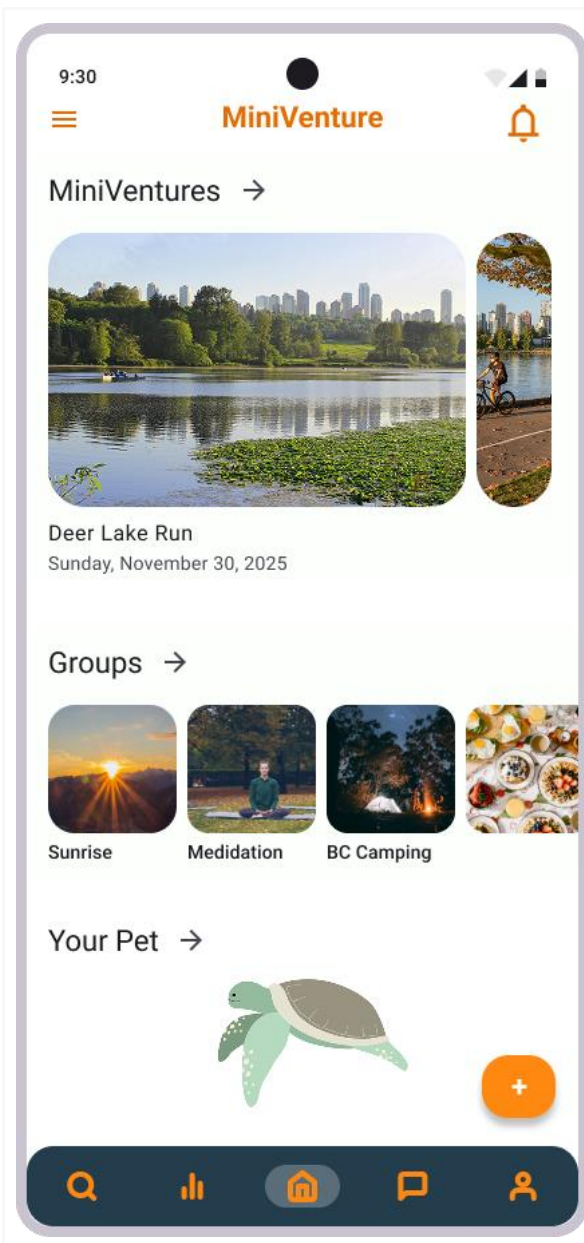 9:30
MiniVenture
MiniVentures →
Deer Lake Run
Sunday, November 30, 2025
Groups →
Sunrise Medidation BC Camping
Your Pet →
+